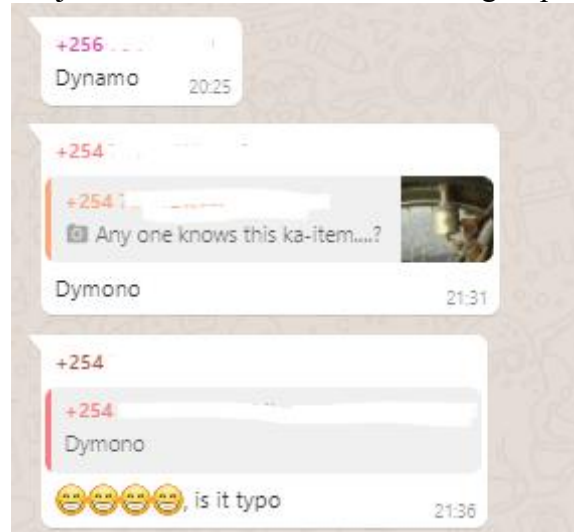 +256
Dynamo
20:25
+254
+254
Any one knows this ka-item....?
Dymono
21:31
+254
+254
Dymono
😁😁😁😁, is it typo
21:36